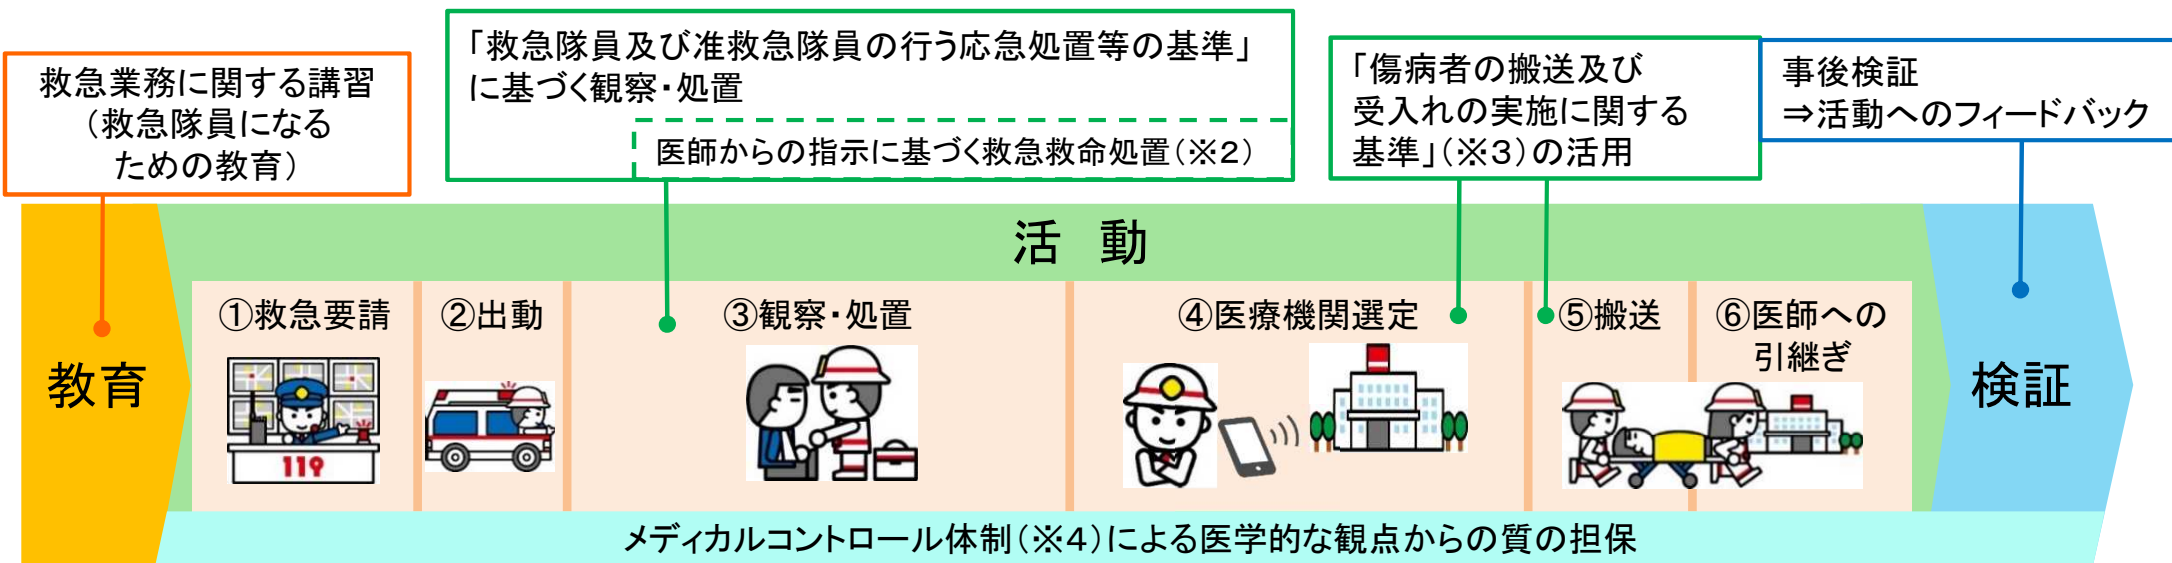 救急業務に関する講習
（救急隊員になる
ための教育）
「救急隊員及び准救急隊員の行う応急処置等の基準」
に基づく観察・処置
医師からの指示に基づく救急救命処置（※２）
「傷病者の搬送及び
受入れの実施に関する
基準」（※３）の活用
事後検証
⇒活動へのフィードバック
活　動
教育
①救急要請
②出動
③観察・処置
④医療機関選定
⑤搬送
⑥医師への
引継ぎ
119
検証
メディカルコントロール体制（※４）による医学的な観点からの質の担保